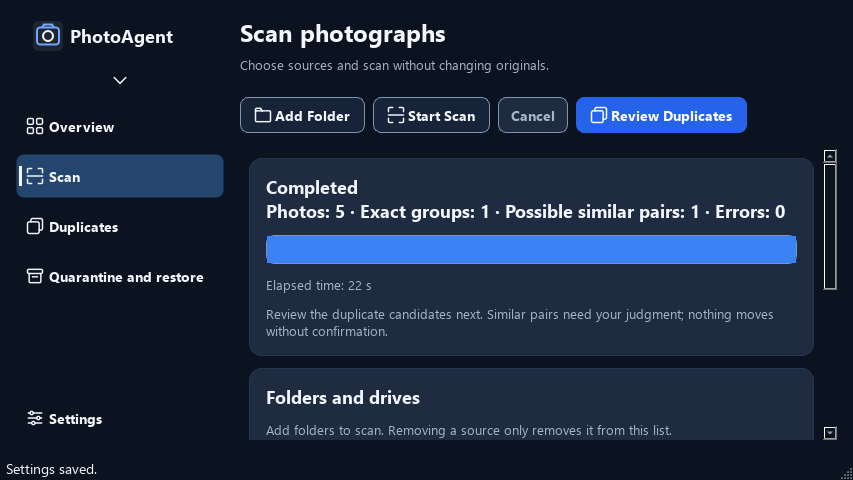 PhotoAgent
Overview
Scan
Duplicates
Quarantine and restore
Settings
Scan photographs
Choose sources and scan without changing originals.
Add Folder
Start Scan
Cancel
Review Duplicates
Completed
Photos: 5 · Exact groups: 1 · Possible similar pairs: 1 · Errors: 0
Elapsed time: 22 s
Review the duplicate candidates next. Similar pairs need your judgment; nothing moves
without confirmation.
Folders and drives
Add folders to scan. Removing a source only removes it from this list.
Settings saved.